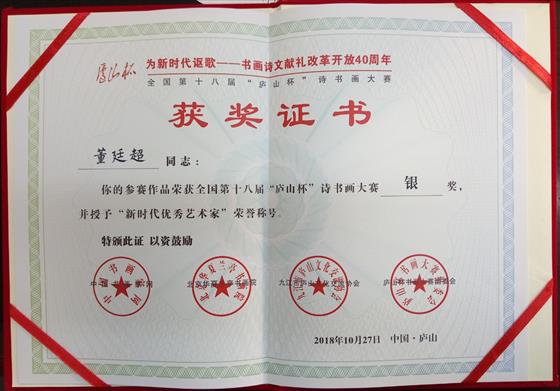 庐山杯
为新时代讴歌——书画诗文献礼改革开放40周年
全国第十八届“庐山杯”诗书画大赛
获奖证书
董廷超 同志：
你的参赛作品荣获全国第十八届“庐山杯”诗书画大赛 银 奖，
并授予“新时代优秀艺术家”荣誉称号。
特颁此证 以资鼓励
2018年10月27日 中国·庐山